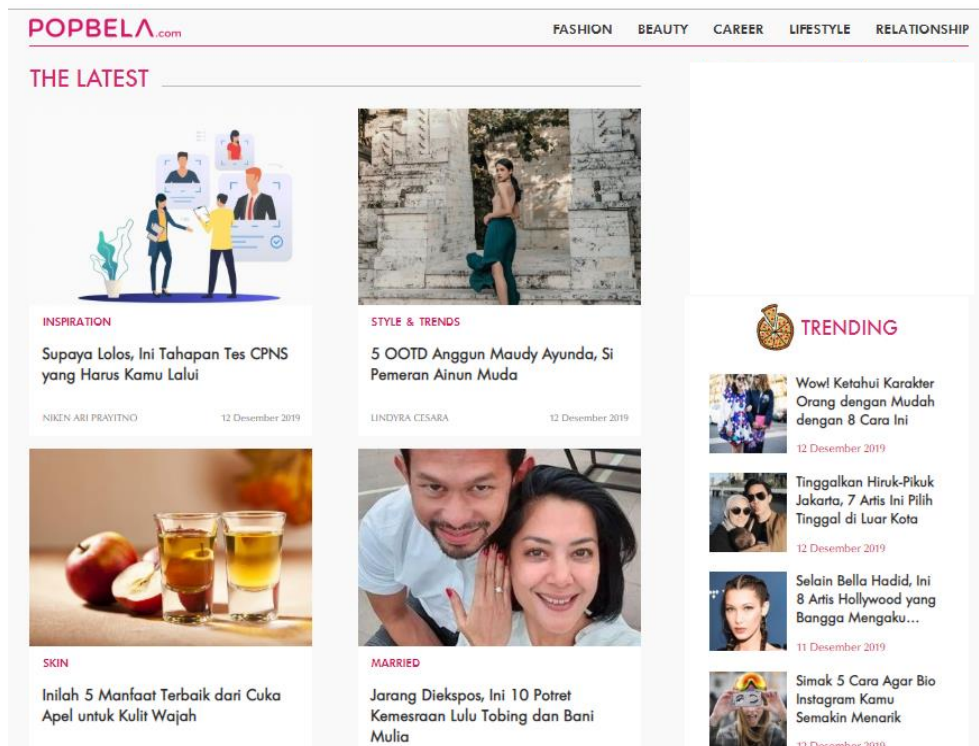 POPBELA.com
FASHION BEAUTY CAREER LIFESTYLE RELATIONSHIP
THE LATEST
INSPIRATION
Supaya Lolos, Ini Tahapan Tes CPNS
yang Harus Kamu Lalui
NIKEN ARI PRAYITNO 12 Desember 2019
STYLE & TRENDS
5 OOTD Anggun Maudy Ayunda, Si
Pemeran Ainun Muda
LINDYRA CESARA 12 Desember 2019
SKIN
Inilah 5 Manfaat Terbaik dari Cuka
Apel untuk Kulit Wajah
MARRIED
Jarang Diekspos, Ini 10 Potret
Kemesraan Lulu Tobing dan Bani
Mulia
TRENDING
Wow! Ketahui Karakter
Orang dengan Mudah
dengan 8 Cara Ini
12 Desember 2019
Tinggalkan Hiruk-Pikuk
Jakarta, 7 Artis Ini Pilih
Tinggal di Luar Kota
12 Desember 2019
Selain Bella Hadid, Ini
8 Artis Hollywood yang
Bangga Mengaku...
11 Desember 2019
Simak 5 Cara Agar Bio
Instagram Kamu
Semakin Menarik
12 Desember 2019